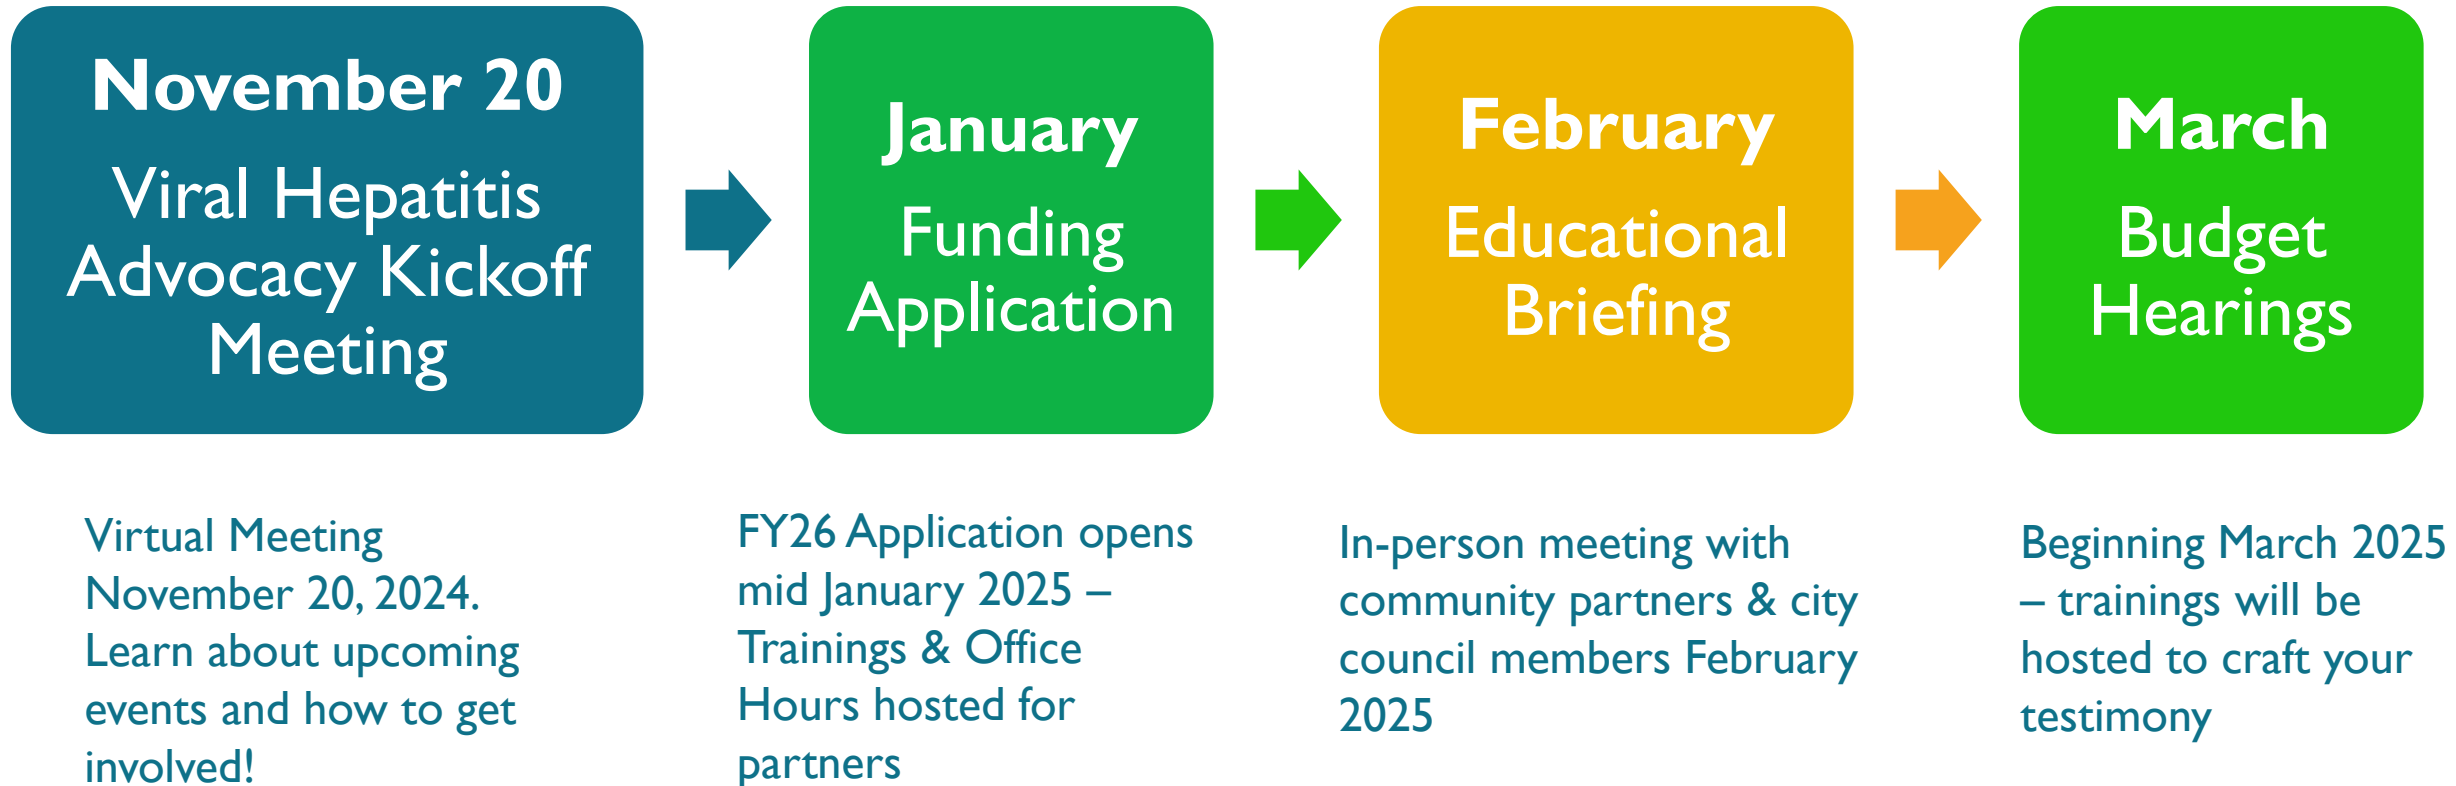 November 20
Viral Hepatitis
Advocacy Kickoff
Meeting
Virtual Meeting
November 20, 2024.
Learn about upcoming
events and how to get
involved!
January
Funding
Application
FY26 Application opens
mid January 2025 –
Trainings & Office
Hours hosted for
partners
February
Educational
Briefing
In-person meeting with
community partners & city
council members February
2025
March
Budget
Hearings
Beginning March 2025
– trainings will be
hosted to craft your
testimony